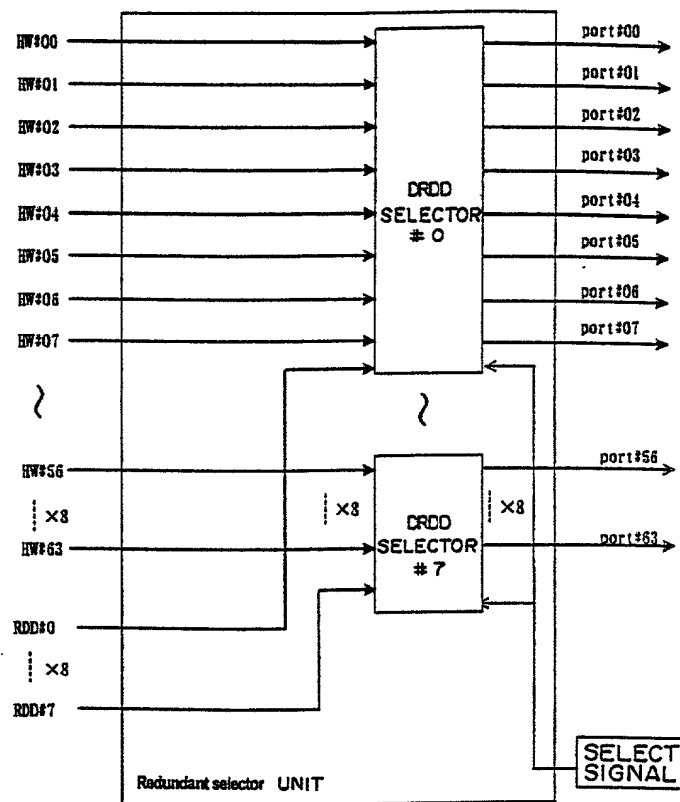 HW#00
port#00
HW#01
port#01
HW#02
port#02
HW#03
port#03
DRDD
SELECTOR
#0
HW#04
port#04
HW#05
port#05
HW#06
port#06
HW#07
port#07
HW#56
port#56
×8
×8
×8
DRDD
SELECTOR
#7
HW#63
port#63
RDD#0
×8
RDD#7
SELECT
SIGNAL
Redundant selector UNIT